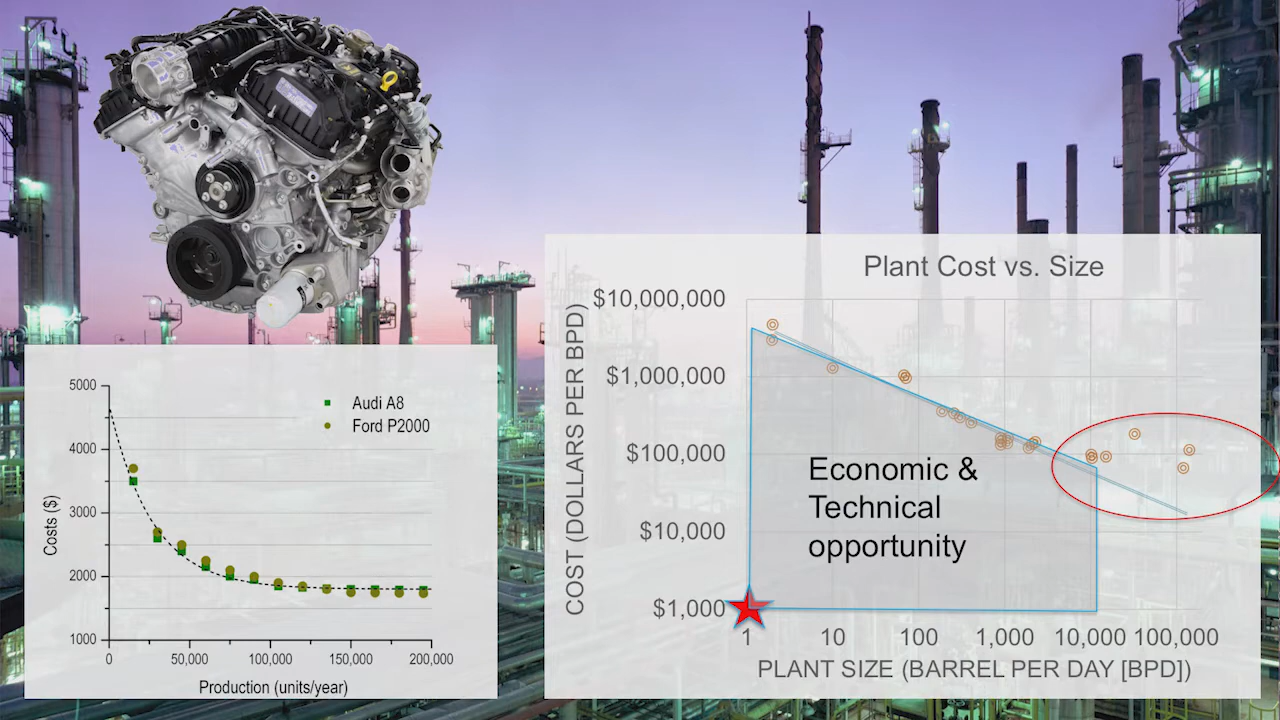 5000
4000
3000
2000
1000
Costs ($)
Audi A8
Ford P2000
0
50,000
100,000
150,000
200,000
Production (units/year)
Plant Cost vs. Size
COST (DOLLARS PER BPD)
$10,000,000
$1,000,000
$100,000
$10,000
$1,000
Economic &
Technical
opportunity
1
10
100
1,000
10,000
100,000
PLANT SIZE (BARREL PER DAY [BPD])